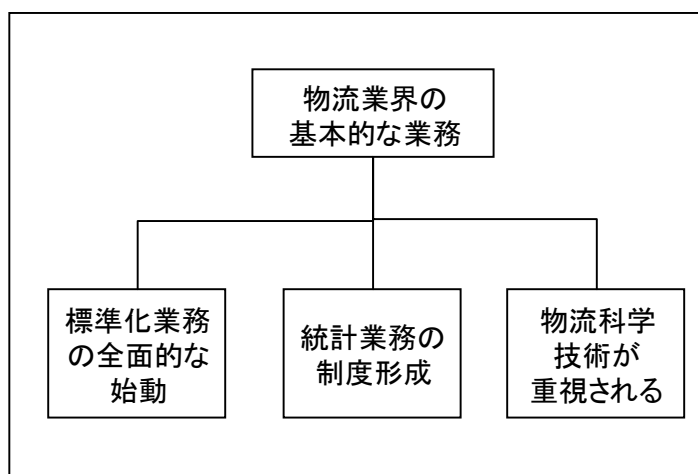 物流業界の
基本的な業務
標準化業務
の全面的な
始動
統計業務の
制度形成
物流科学
技術が
重視される